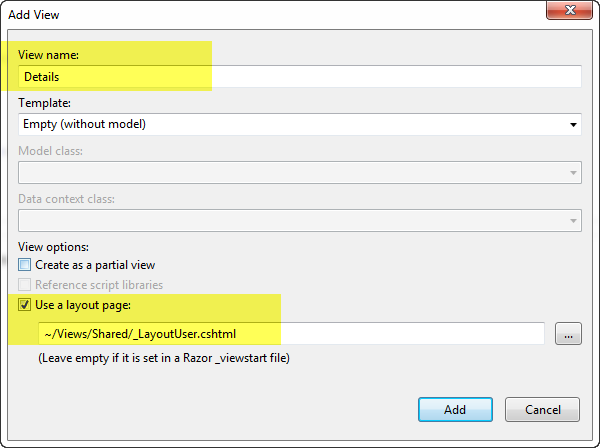 Add View
View name:
Details
Template:
Empty (without model)
Model class:
Data context class:
View options:
Create as a partial view
Reference script libraries
Use a layout page:
~/Views/Shared/_LayoutUser.cshtml
...
(Leave empty if it is set in a Razor _viewstart file)
Add
Cancel